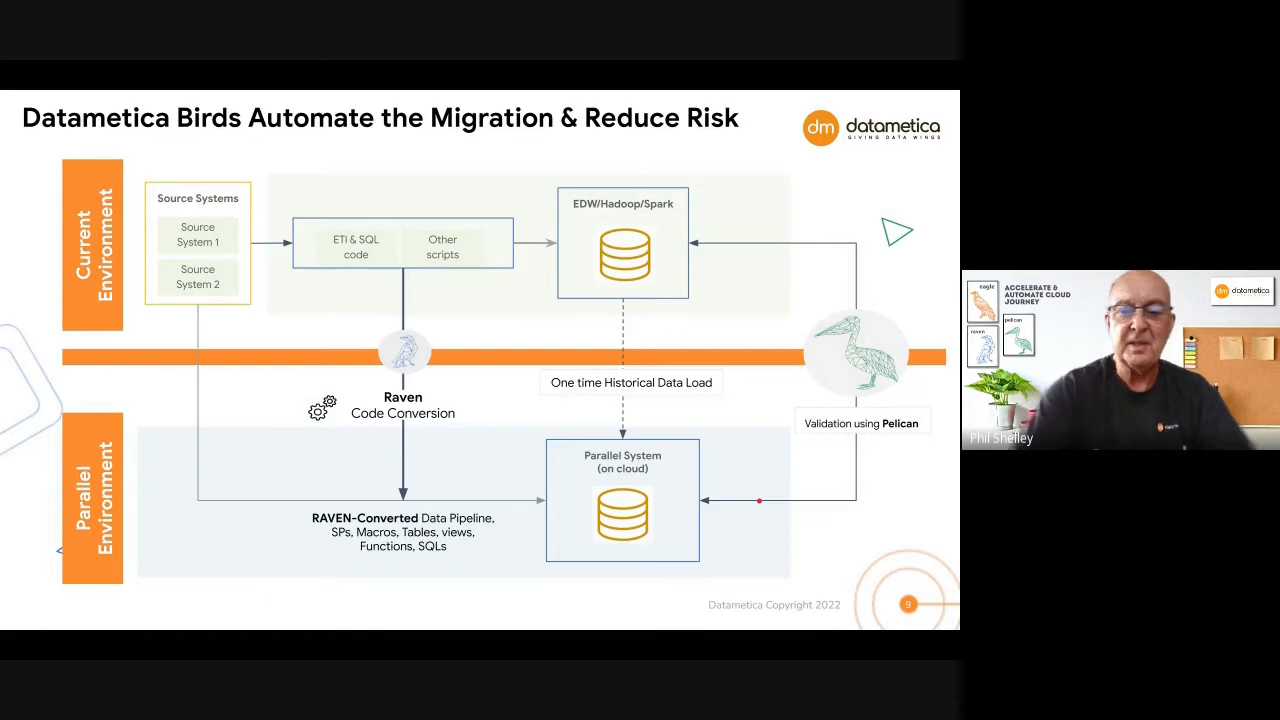 Datametica Birds Automate the Migration & Reduce Risk
dm datametica
GIVING DATA WINGS
Current
Environment
Source Systems
Source
System 1
Source
System 2
ETl & SQL
code
Other
scripts
EDW/Hadoop/Spark
One time Historical Data Load
Raven
Code Conversion
Validation using Pelican
Parallel
Environment
Parallel System
(on cloud)
RAVEN-Converted Data Pipeline,
SPs, Macros, Tables, views,
Functions, SQLs
Datametica Copyright 2022
9
eagle
ACCELERATE &
AUTOMATE CLOUD
JOURNEY
pelican
raven
dm datametica
Phil Shelley